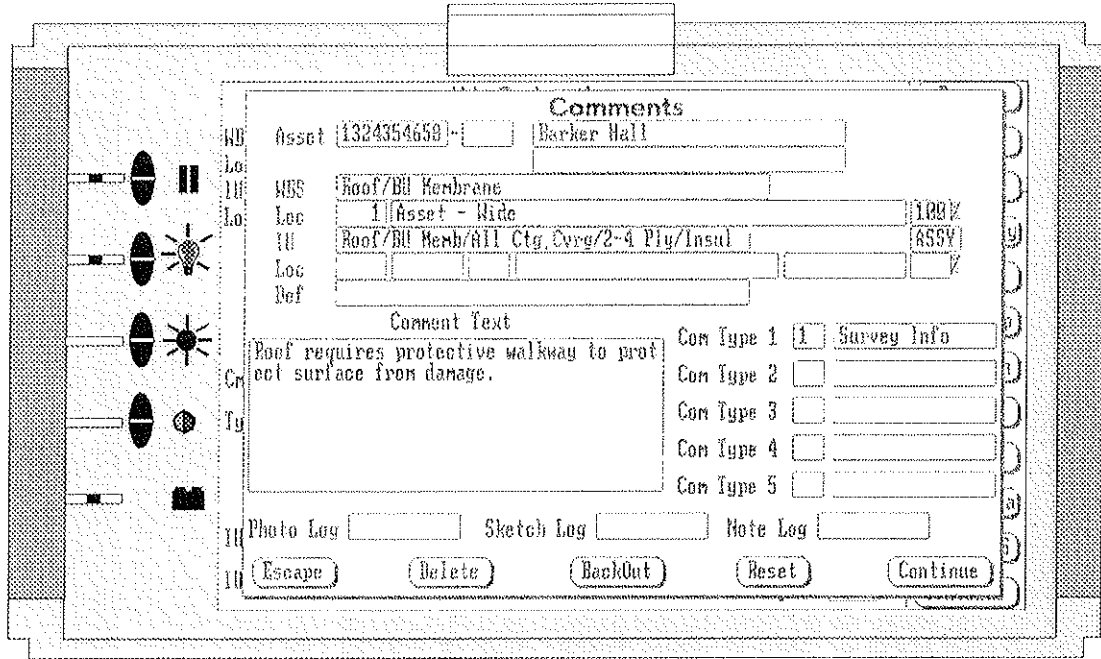 Comments
Asset 1324354658 - Barker Hall
WBS Roof/BU Membrane
Loc 1 Asset - Wide 100 %
IU Roof/BU Memb/All Ctg,Cvrg/2-4 Ply/Insul ASSY
Loc %
Def
Comment Text
Roof requires protective walkway to prot
ect surface from damage.
Com Type 1 1 Survey Info
Com Type 2
Com Type 3
Com Type 4
Com Type 5
Photo Log Sketch Log Note Log
Escape Delete BackOut Reset Continue